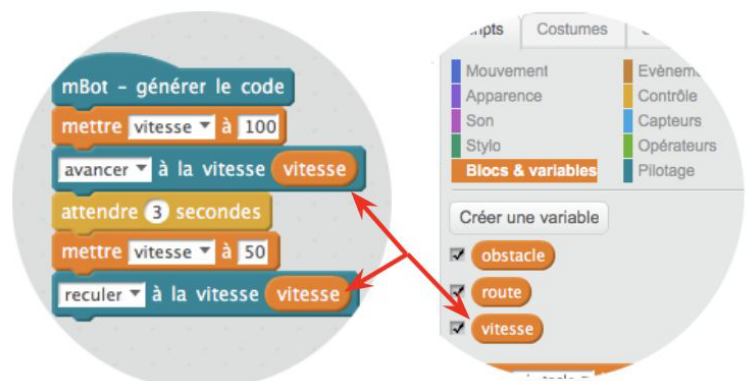 mBot - générer le code
mettre vitesse à 100
avancer à la vitesse vitesse
attendre 3 secondes
mettre vitesse à 50
reculer à la vitesse vitesse
Costumes
Mouvement
Apparence
Son
Stylo
Blocs & variables
Contrôle
Capteurs
Opérateurs
Pilotage
Créer une variable
obstacle
route
vitesse